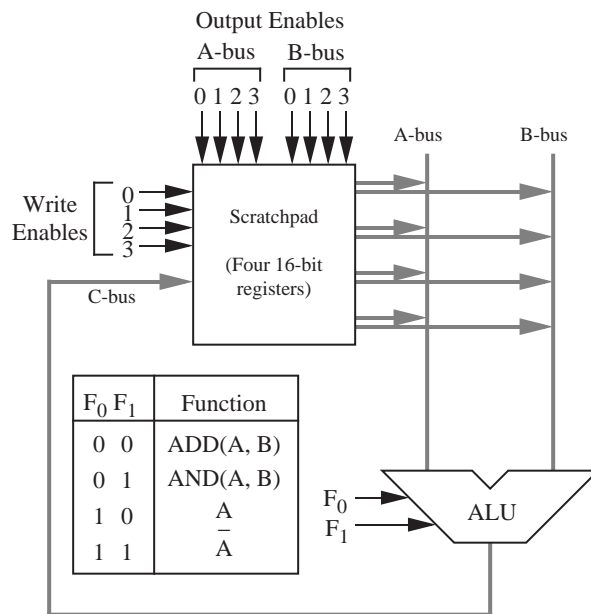 Output Enables
A-bus B-bus
0 1 2 3 0 1 2 3
A-bus B-bus
Write Enables
0
1
2
3
Scratchpad
(Four 16-bit registers)
C-bus
F0 F1 Function
0 0 ADD(A, B)
0 1 AND(A, B)
1 0 A
1 1 A̅
F0
F1
ALU